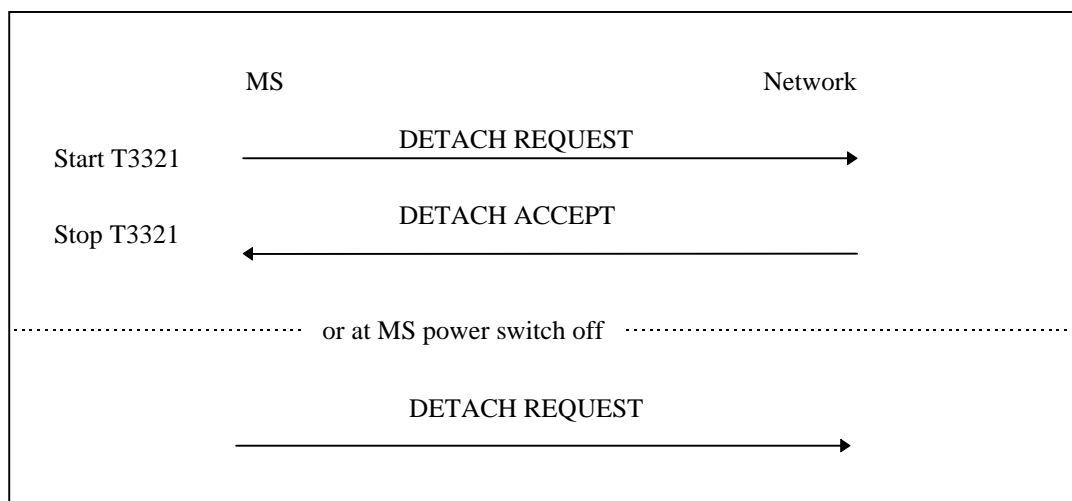 MS Network
DETACH REQUEST
Start T3321
DETACH ACCEPT
Stop T3321
or at MS power switch off
DETACH REQUEST